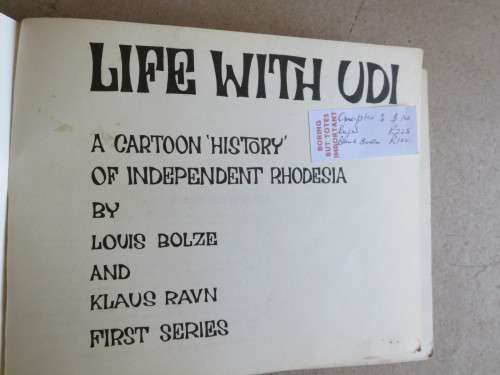 LIFE WITH UDI
A CARTOON 'HISTORY'
OF INDEPENDENT RHODESIA
BY
LOUIS BOLZE
AND
KLAUS RAVN
FIRST SERIES
BORING
BUT TOTES
IMPORTANT